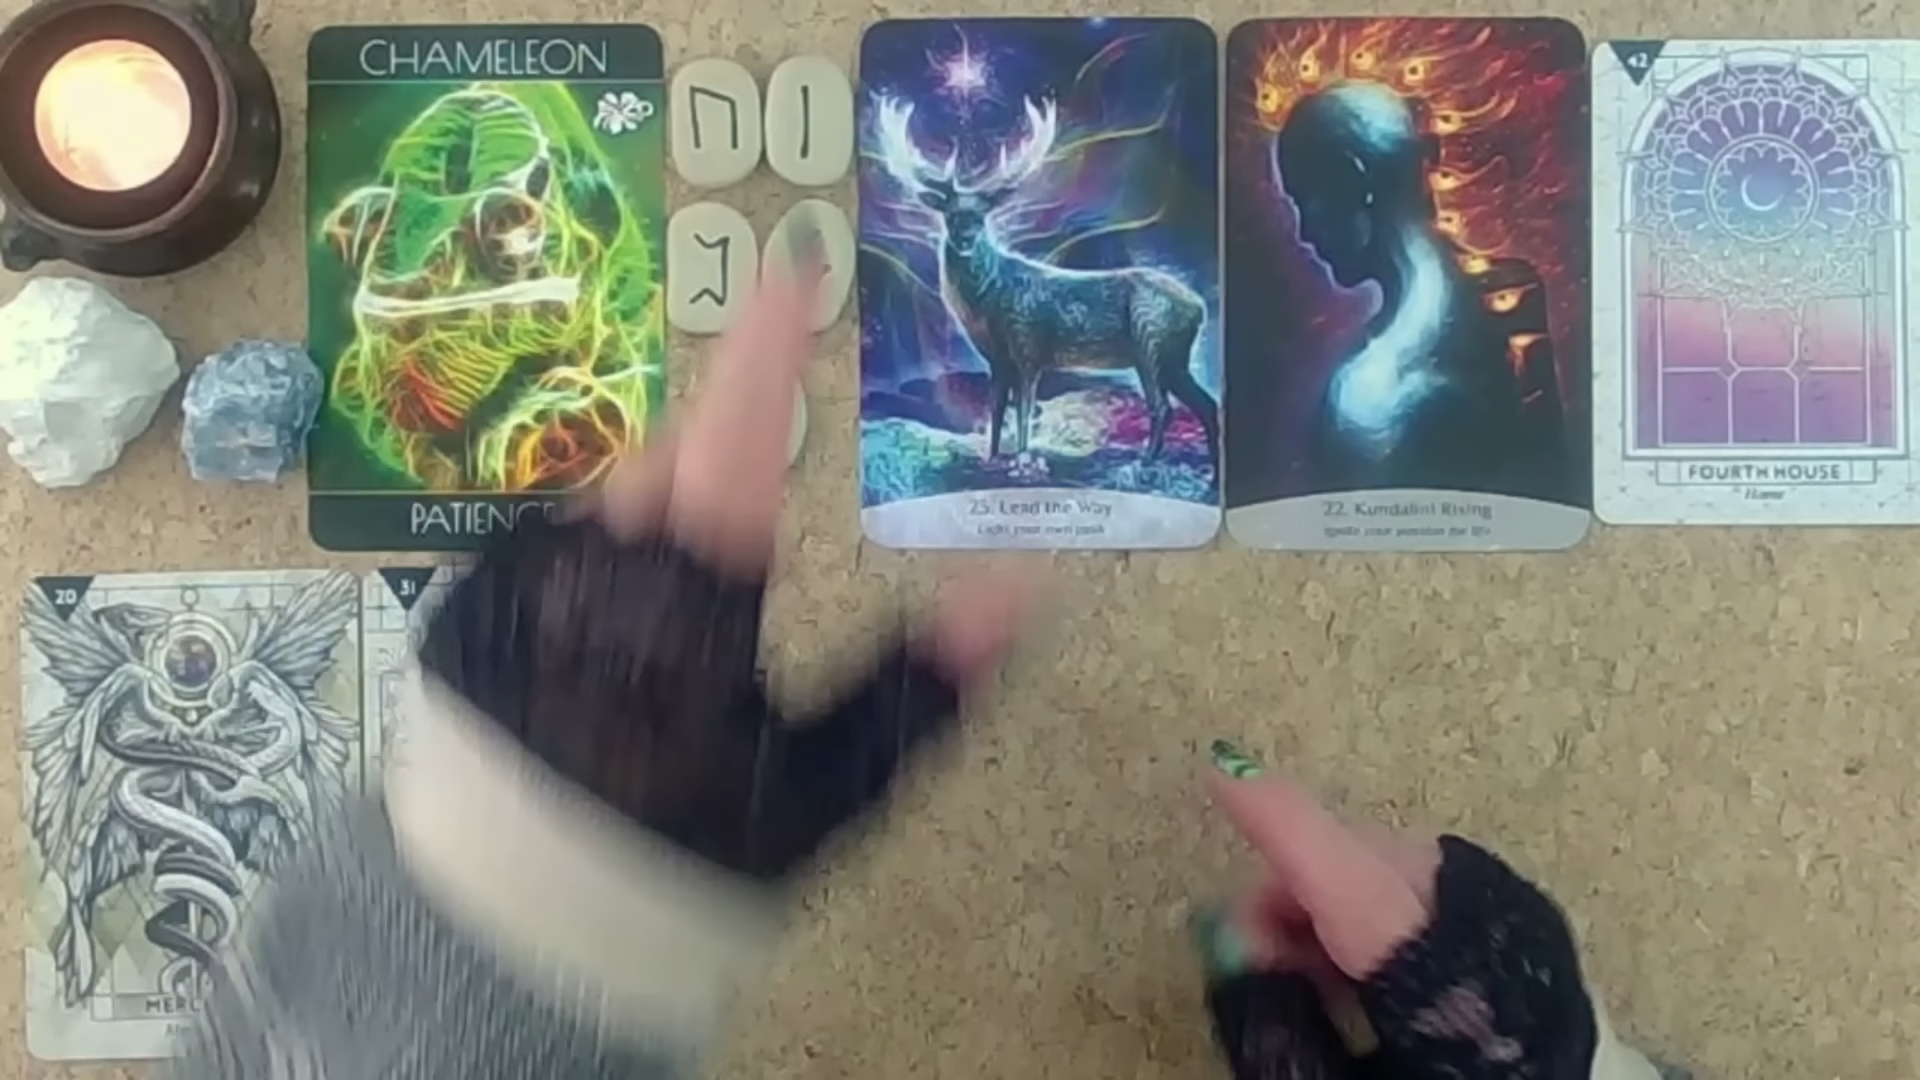 CHAMELEON
PATIENCE
25. Lead the Way
Light your own path
22. Kundalini Rising
Ignite your passion for life
42
FOURTH HOUSE
"Home"
20
31